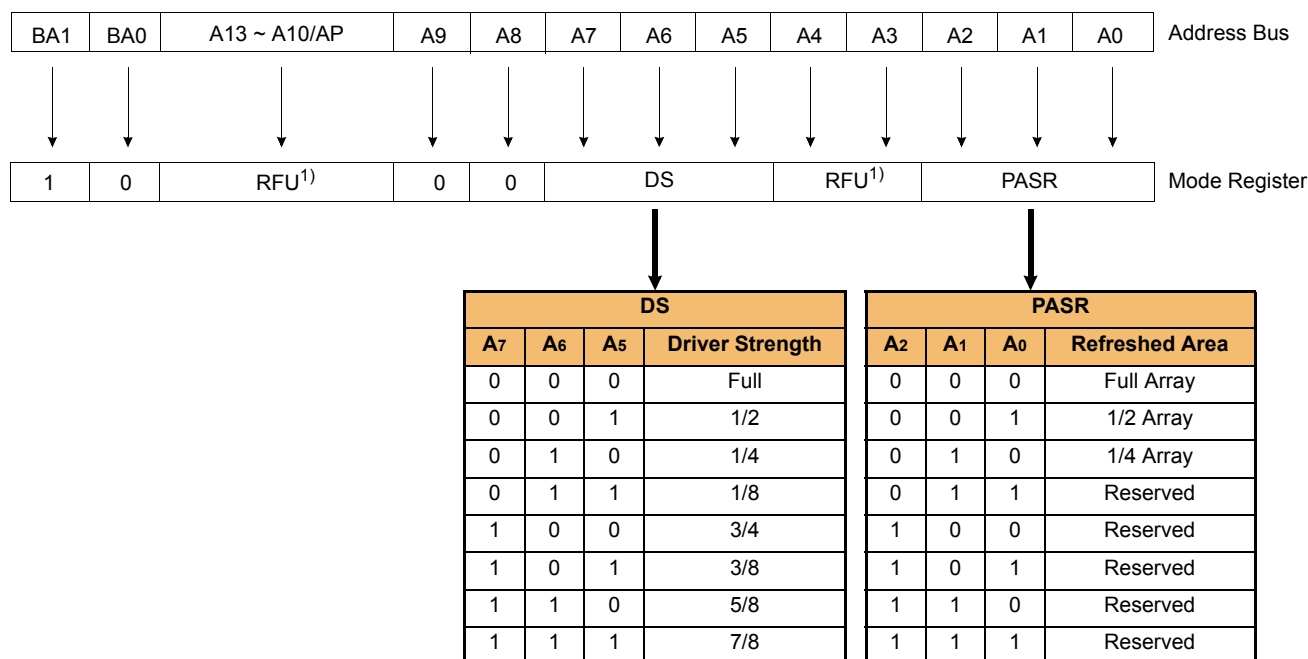 BA1 BA0 A13 ~ A10/AP A9 A8 A7 A6 A5 A4 A3 A2 A1 A0 Address Bus
1 0 RFU1) 0 0 DS RFU1) PASR Mode Register
DS
A7 A6 A5 Driver Strength
0 0 0 Full
0 0 1 1/2
0 1 0 1/4
0 1 1 1/8
1 0 0 3/4
1 0 1 3/8
1 1 0 5/8
1 1 1 7/8
PASR
A2 A1 A0 Refreshed Area
0 0 0 Full Array
0 0 1 1/2 Array
0 1 0 1/4 Array
0 1 1 Reserved
1 0 0 Reserved
1 0 1 Reserved
1 1 0 Reserved
1 1 1 Reserved